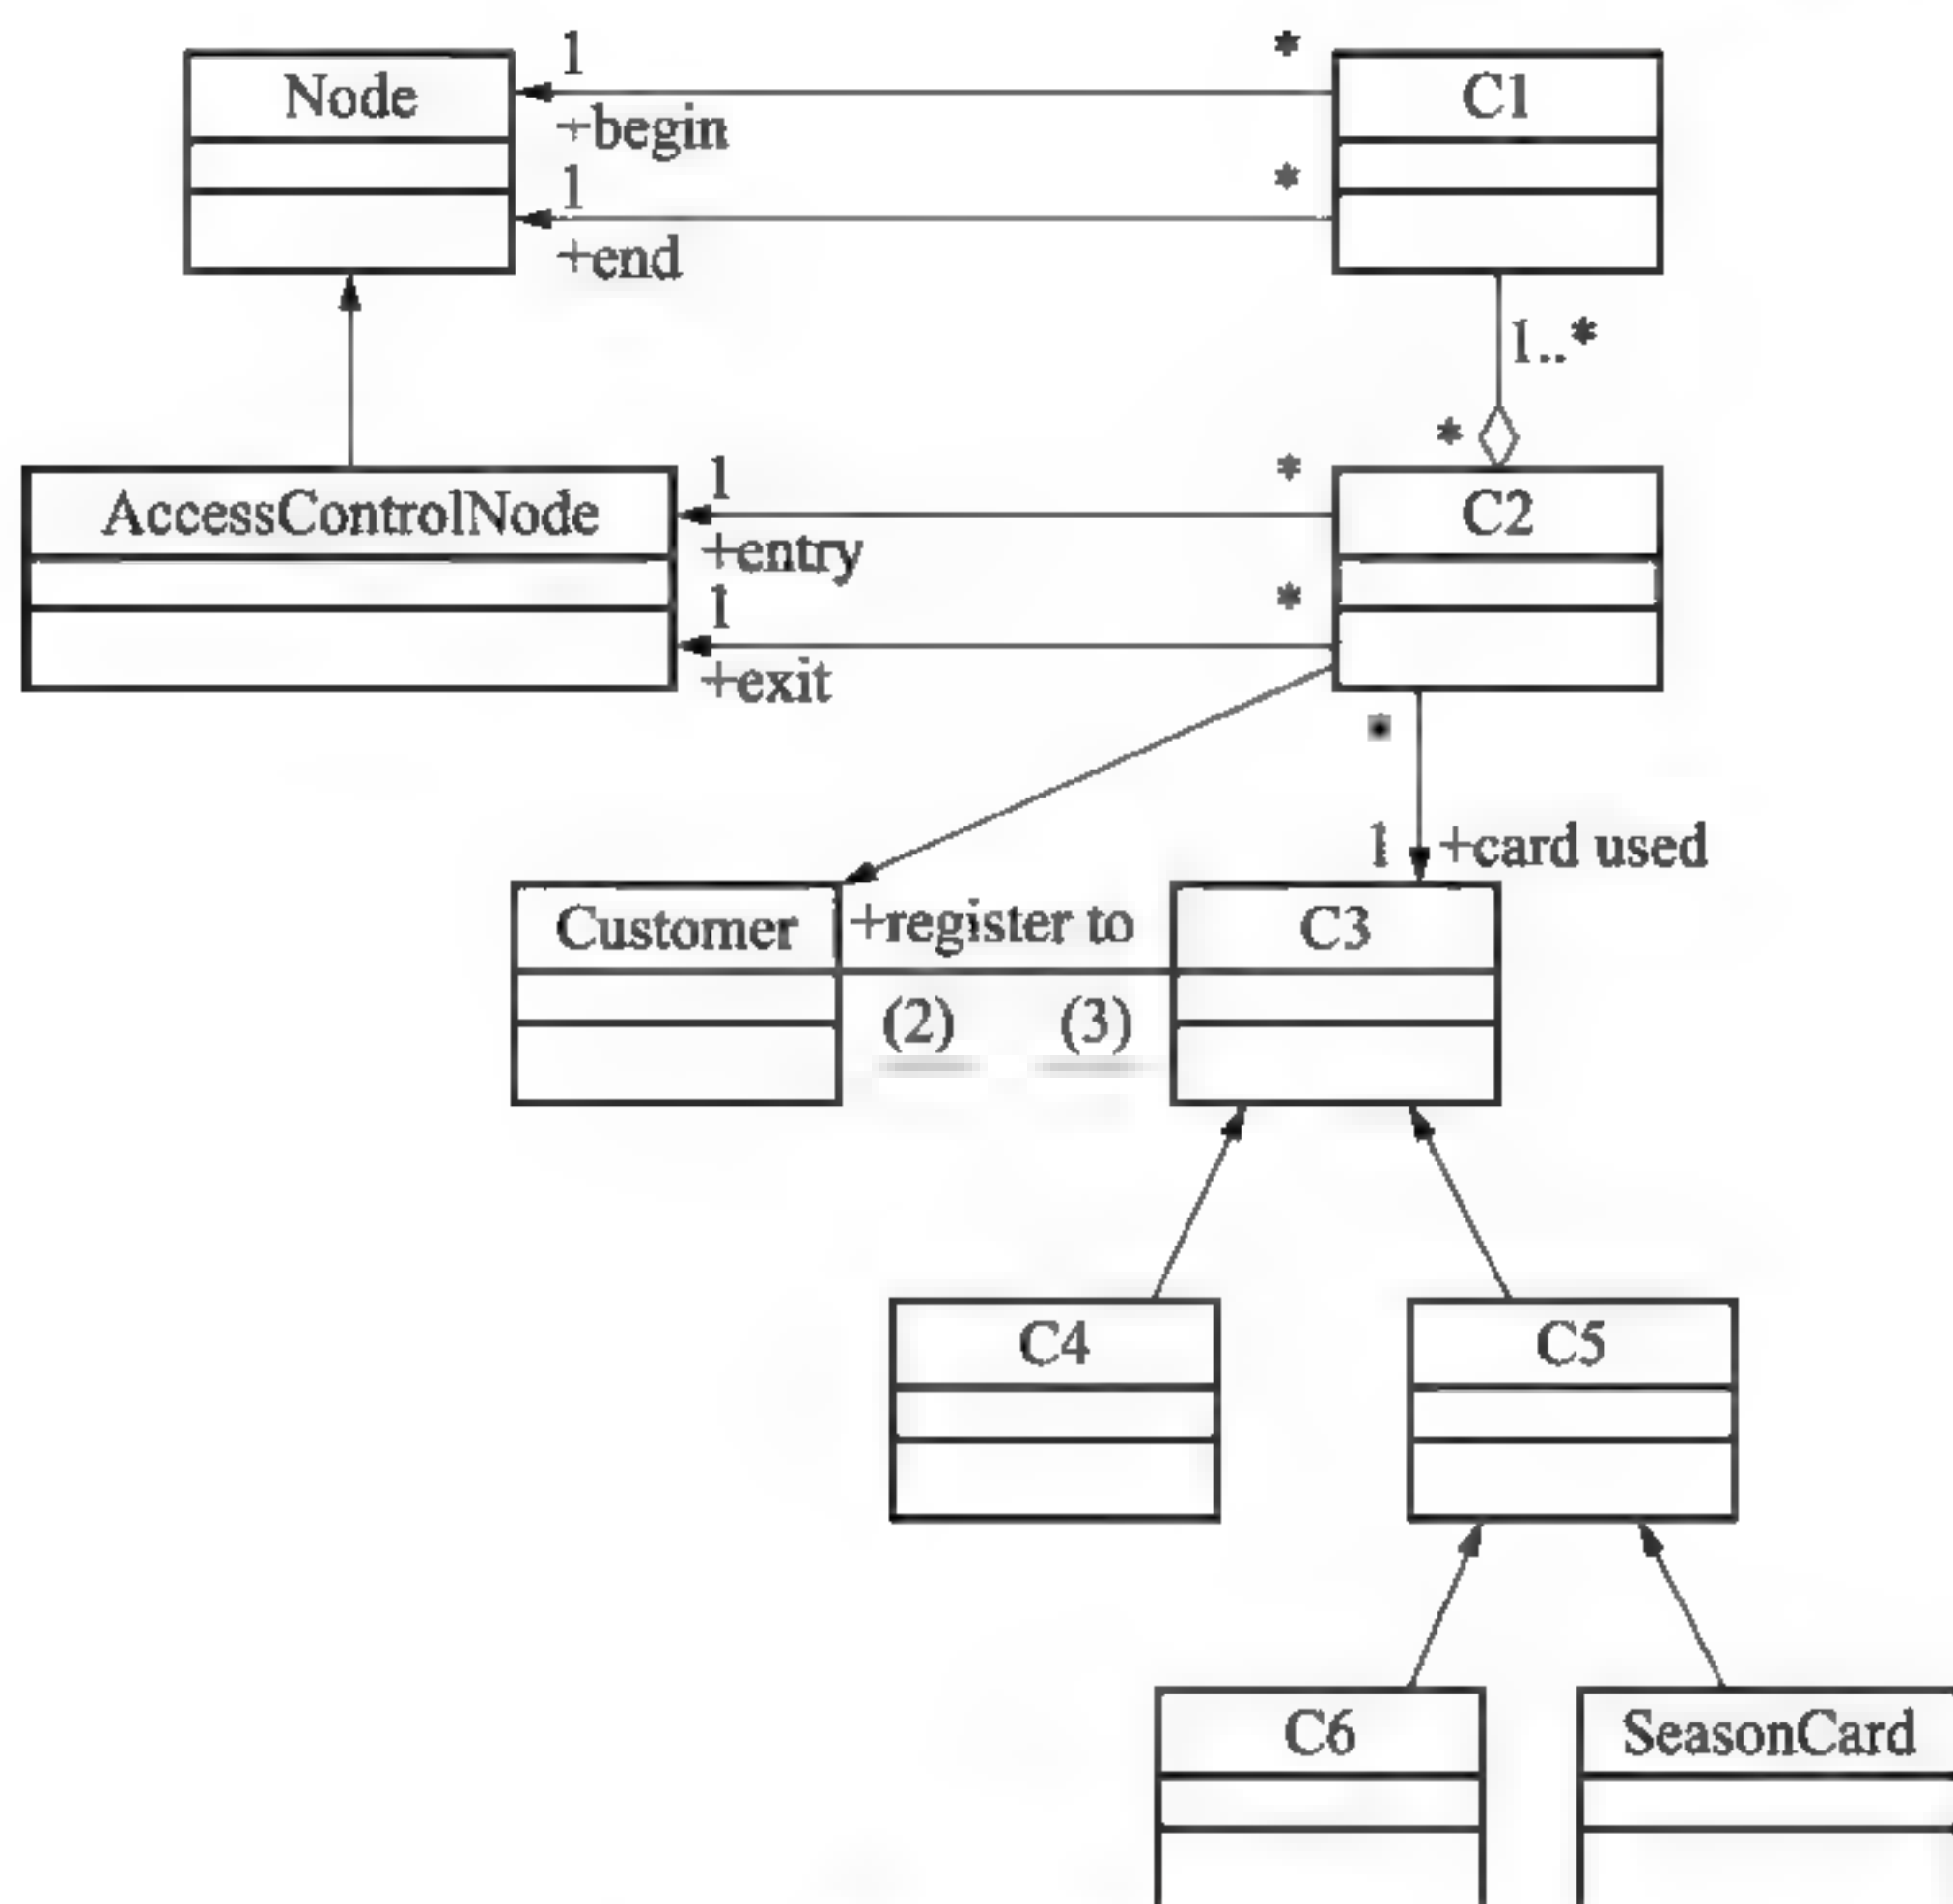 1 *
Node C1
+begin
1 *
+end
1..*
*
1 *
AccessControlNode C2
+entry
1 *
+exit
1 +card used
Customer +register to C3
(2) (3)
C4 C5
C6 SeasonCard